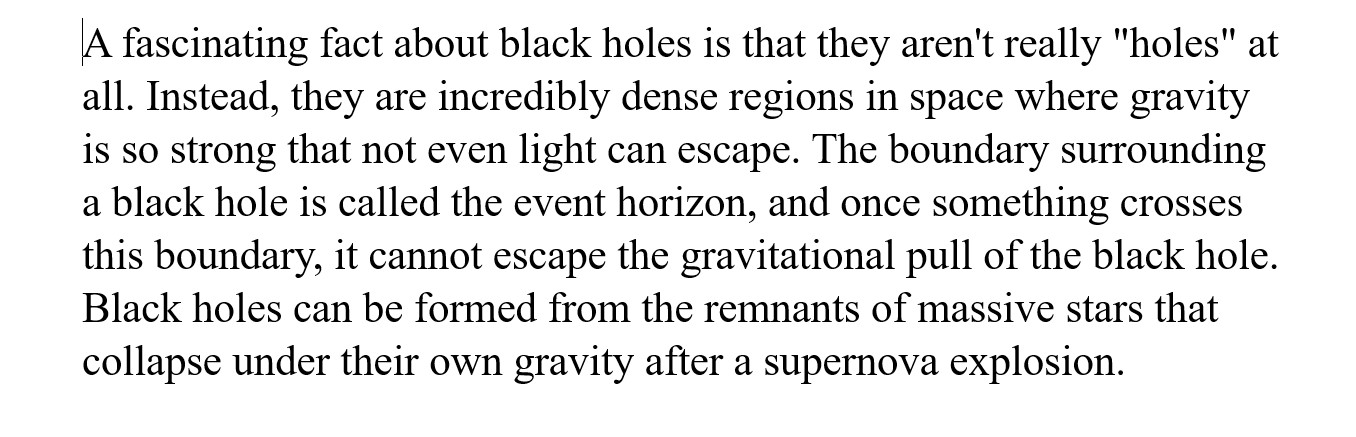 A fascinating fact about black holes is that they aren't really "holes" at
all. Instead, they are incredibly dense regions in space where gravity
is so strong that not even light can escape. The boundary surrounding
a black hole is called the event horizon, and once something crosses
this boundary, it cannot escape the gravitational pull of the black hole.
Black holes can be formed from the remnants of massive stars that
collapse under their own gravity after a supernova explosion.